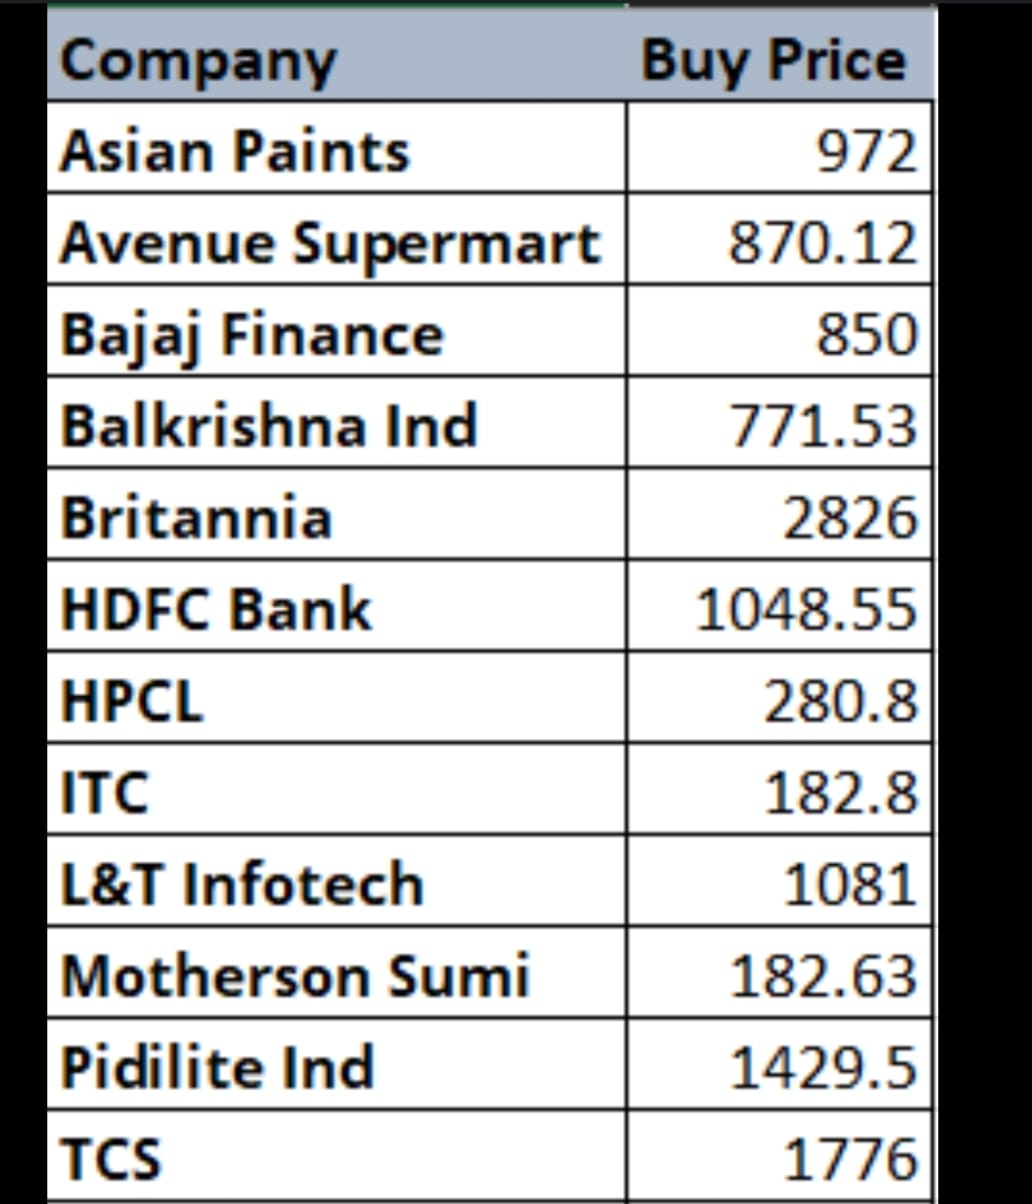 Company Buy Price
Asian Paints 972
Avenue Supermart 870.12
Bajaj Finance 850
Balkrishna Ind 771.53
Britannia 2826
HDFC Bank 1048.55
HPCL 280.8
ITC 182.8
L&T Infotech 1081
Motherson Sumi 182.63
Pidilite Ind 1429.5
TCS 1776